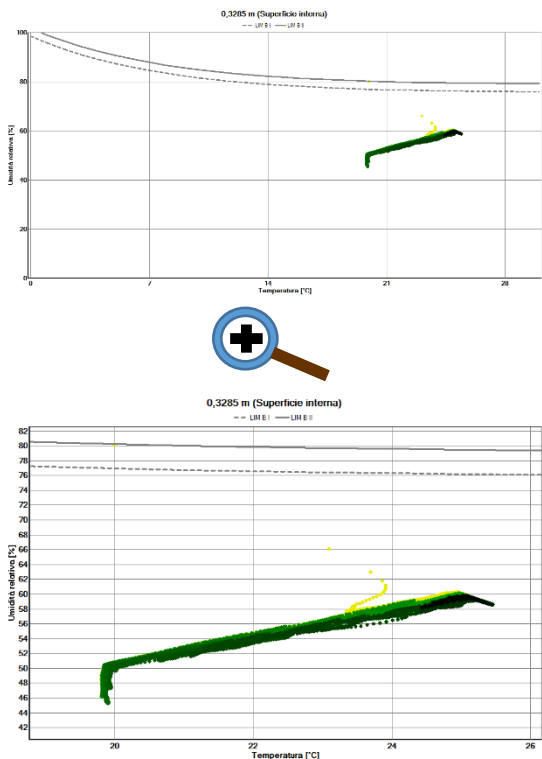 0,3285 m (Superficie interna)
LIM B I LIM B II
100
80
60
40
20
0
Umidità relativa [%]
0 7 14 21 28
Temperatura [°C]
0,3285 m (Superficie interna)
LIM B I LIM B II
82
80
78
76
74
72
70
68
66
64
62
60
58
56
54
52
50
48
46
44
42
Umidità relativa [%]
20 22 24 26
Temperatura [°C]